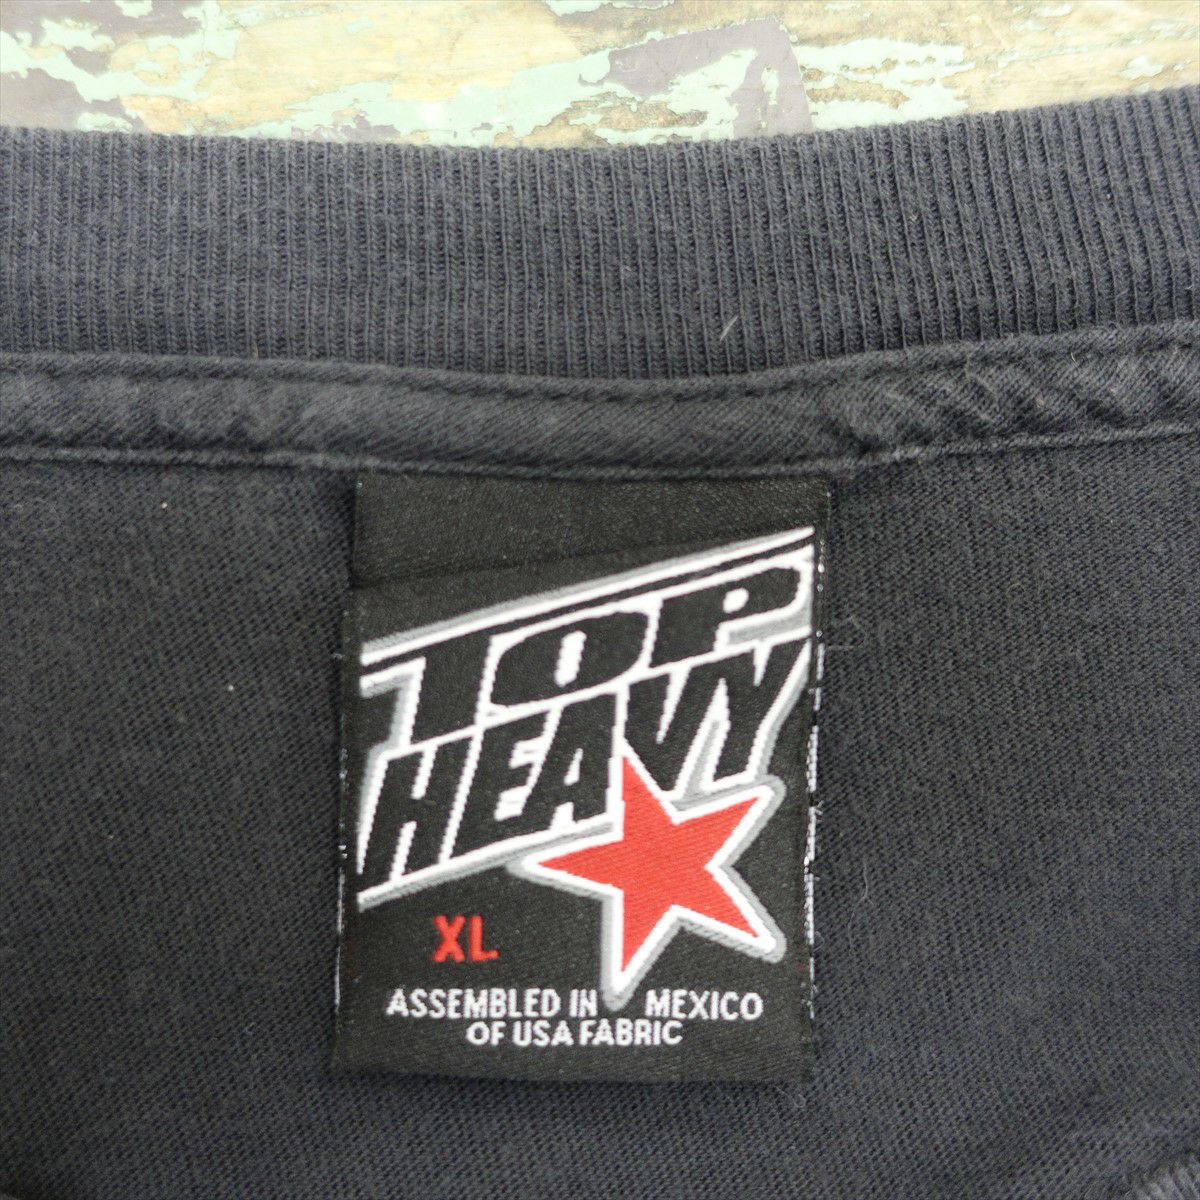 TOP
HEAVY
XL
ASSEMBLED IN MEXICO
OF USA FABRIC